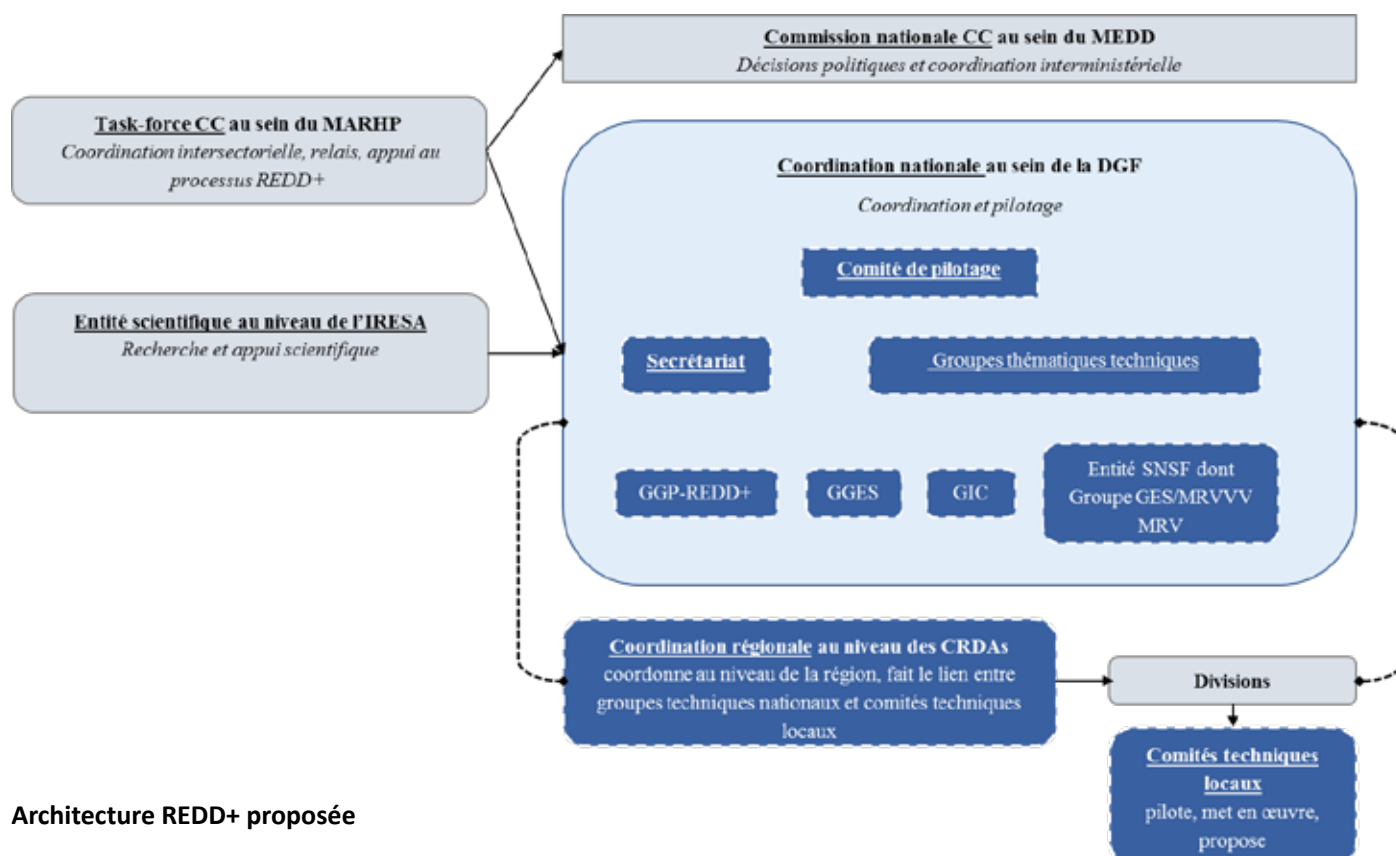 Commission nationale CC au sein du MEDD
Décisions politiques et coordination interministérielle
Task-force CC au sein du MARHP
Coordination intersectorielle, relais, appui au
processus REDD+
Coordination nationale au sein de la DGF
Coordination et pilotage
Comité de pilotage
Entité scientifique au niveau de l'IRESA
Recherche et appui scientifique
Secrétariat
Groupes thématiques techniques
GGP-REDD+
GGES
GIC
Entité SNSF dont
Groupe GES/MRVVV
MRV
Coordination régionale au niveau des CRDAs
coordonne au niveau de la région, fait le lien entre
groupes techniques nationaux et comités techniques
locaux
Divisions
Comités techniques
locaux
pilote, met en œuvre,
propose
Architecture REDD+ proposée